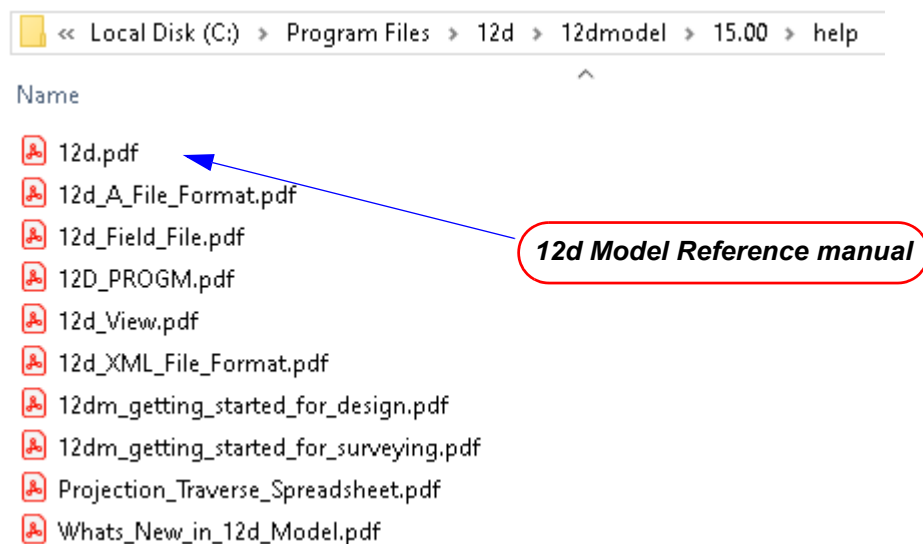 « Local Disk (C:) > Program Files > 12d > 12dmodel > 15.00 > help
Name
12d.pdf
12d_A_File_Format.pdf
12d_Field_File.pdf
12d Model Reference manual
12D_PROGM.pdf
12d_View.pdf
12d_XML_File_Format.pdf
12dm_getting_started_for_design.pdf
12dm_getting_started_for_surveying.pdf
Projection_Traverse_Spreadsheet.pdf
Whats_New_in_12d_Model.pdf